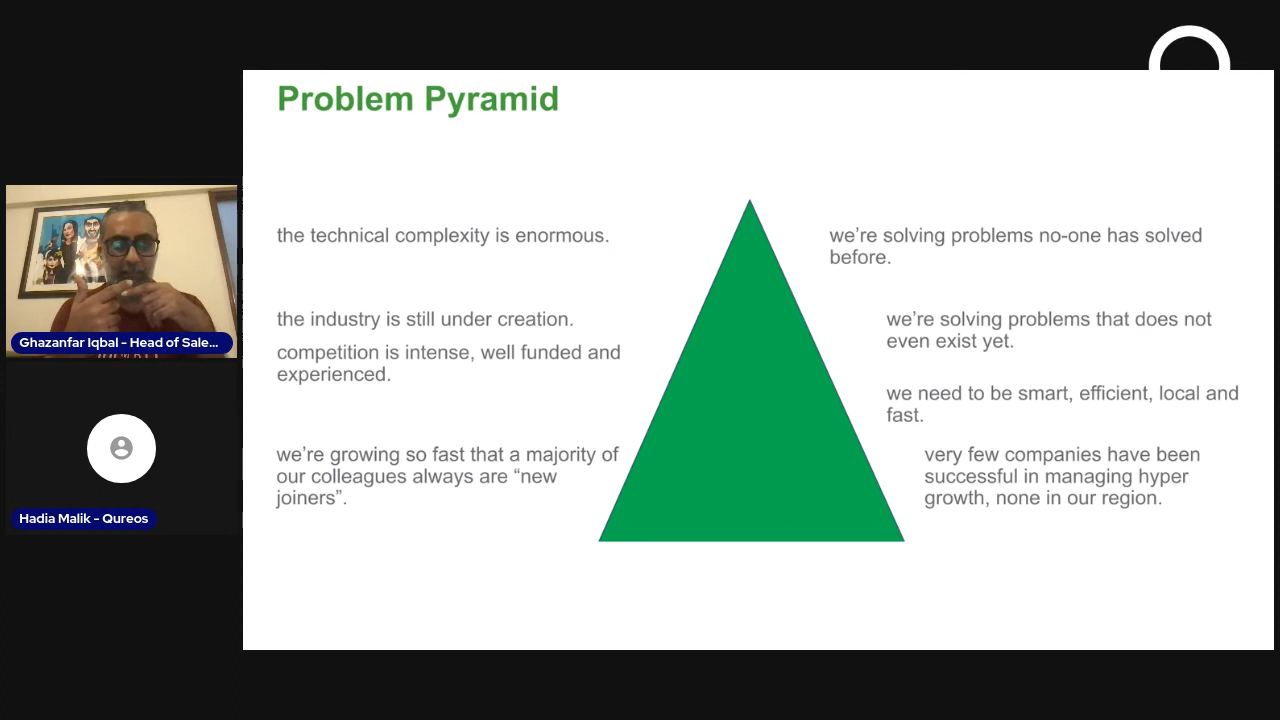 Problem Pyramid
the technical complexity is enormous.
we’re solving problems no-one has solved
before.
the industry is still under creation.
we’re solving problems that does not
even exist yet.
competition is intense, well funded and
experienced.
we need to be smart, efficient, local and
fast.
we’re growing so fast that a majority of
our colleagues always are “new
joiners”.
very few companies have been
successful in managing hyper
growth, none in our region.
Ghazanfar Iqbal - Head of Sale...
Hadia Malik - Qureos